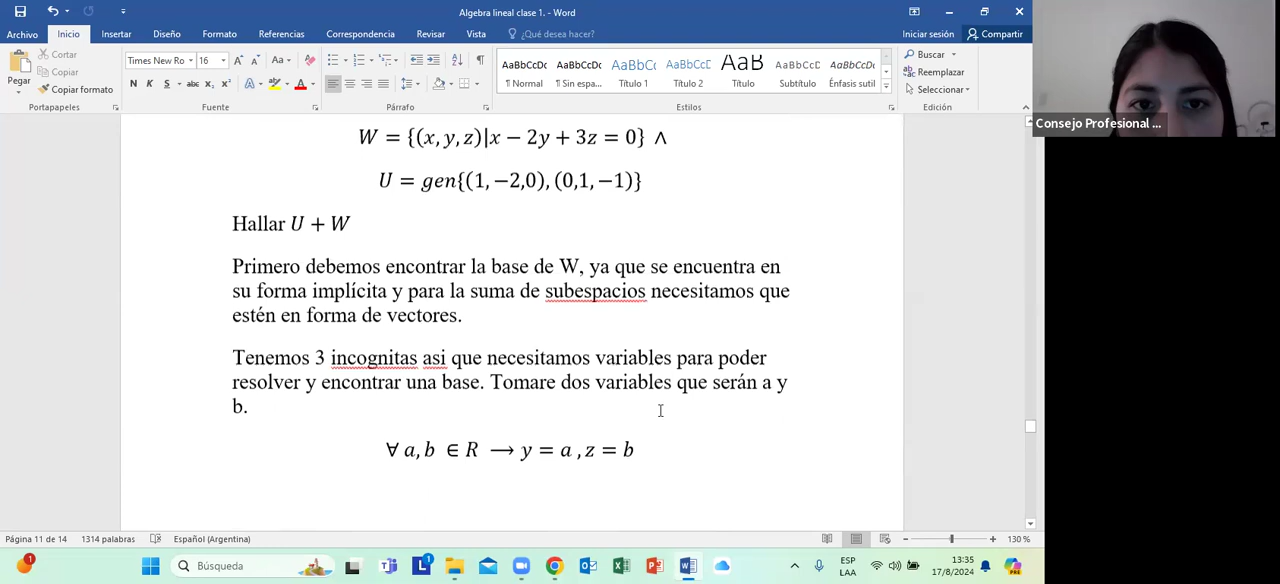 Algebra lineal clase 1. - Word
Archivo Inicio Insertar Diseño Formato Referencias Correspondencia Revisar Vista ¿Qué desea hacer? Iniciar sesión Compartir
Pegar
Cortar
Copiar
Copiar formato
Times New Ro 16
N K S abc x₂ x²
AaBbCcDc AaBbCcDc AaBbCc AaBbCcD AaB AaBbCcD AaBbCcDc
¶ Normal ¶ Sin espa... Título 1 Título 2 Título Subtítulo Énfasis sutil
Buscar
Reemplazar
Seleccionar
Portapapeles Fuente Párrafo Estilos Edición
Consejo Profesional ...
W = {(x, y, z)|x − 2y + 3z = 0} ∧
U = gen{(1, −2,0), (0,1, −1)}
Hallar U + W
Primero debemos encontrar la base de W, ya que se encuentra en
su forma implícita y para la suma de subespacios necesitamos que
estén en forma de vectores.
Tenemos 3 incognitas asi que necesitamos variables para poder
resolver y encontrar una base. Tomare dos variables que serán a y
b.
∀ a, b ∈ R ⟶ y = a , z = b
Página 11 de 14 1314 palabras Español (Argentina) 130 %
Búsqueda
ESP
LAA
13:35
17/8/2024